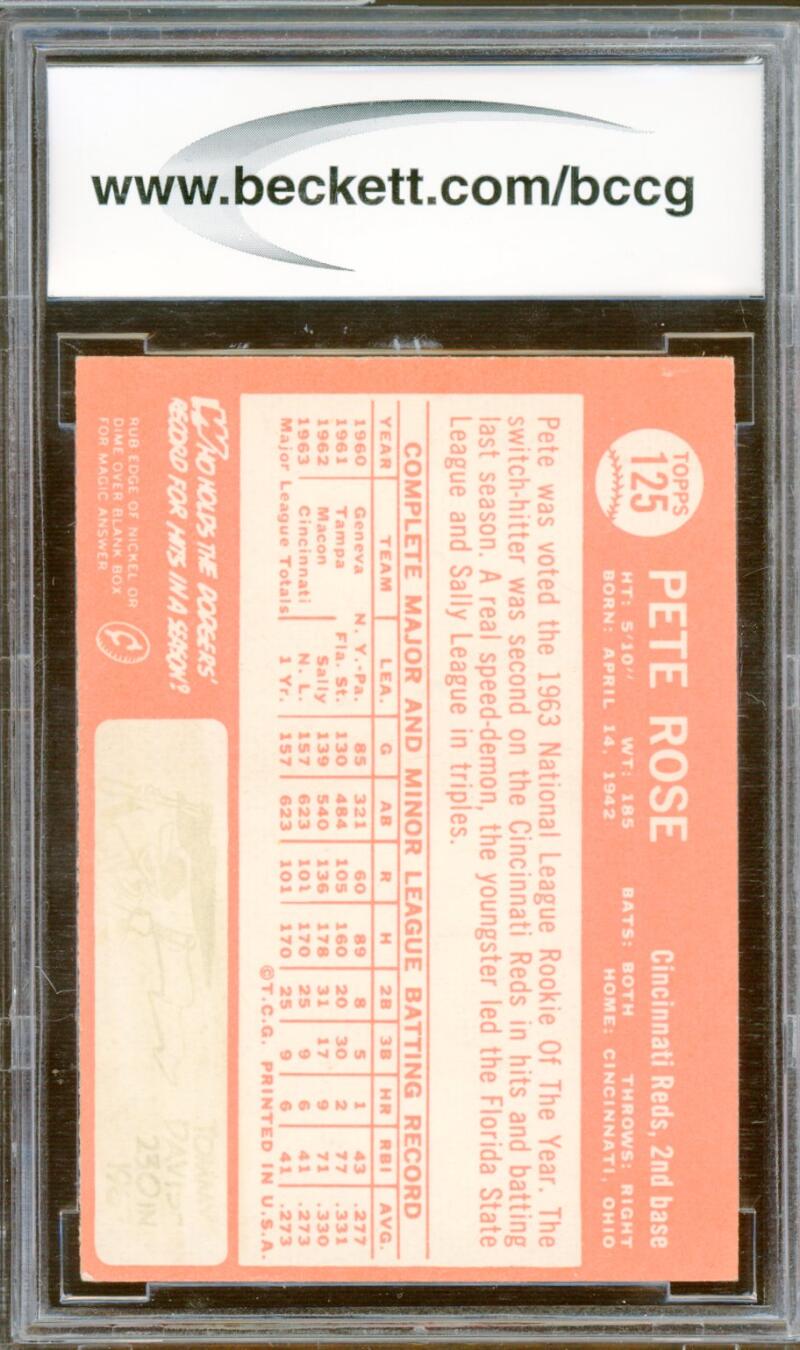 www.beckett.com/bccg
TOPPS
125
PETE ROSE
Cincinnati Reds, 2nd base
HT: 5'10" WT: 185 BATS: BOTH THROWS: RIGHT
BORN: APRIL 14, 1942 HOME: CINCINNATI, OHIO
Pete was voted the 1963 National League Rookie Of The Year. The
switch-hitter was second on the Cincinnati Reds in hits and batting
last season. A real speed-demon, the youngster led the Florida State
League and Sally League in triples.
COMPLETE MAJOR AND MINOR LEAGUE BATTING RECORD
YEAR TEAM LEA. G AB R H 2B 3B HR RBI AVG.
1960 Geneva N. Y.-Pa. 85 321 60 89 8 5 1 43 .277
1961 Tampa Fla. St. 130 484 105 160 20 30 2 77 .331
1962 Macon Sally 139 540 136 178 31 17 9 71 .330
1963 Cincinnati N. L. 157 623 101 170 25 9 6 41 .273
Major League Totals 1 Yr. 157 623 101 170 25 9 6 41 .273
©T.C.G. PRINTED IN U.S.A.
WHO HOLDS THE DODGERS'
RECORD FOR HITS IN A SEASON?
RUB EDGE OF NICKEL OR
DIME OVER BLANK BOX
FOR MAGIC ANSWER
TOMMY
DAVIS
230 IN